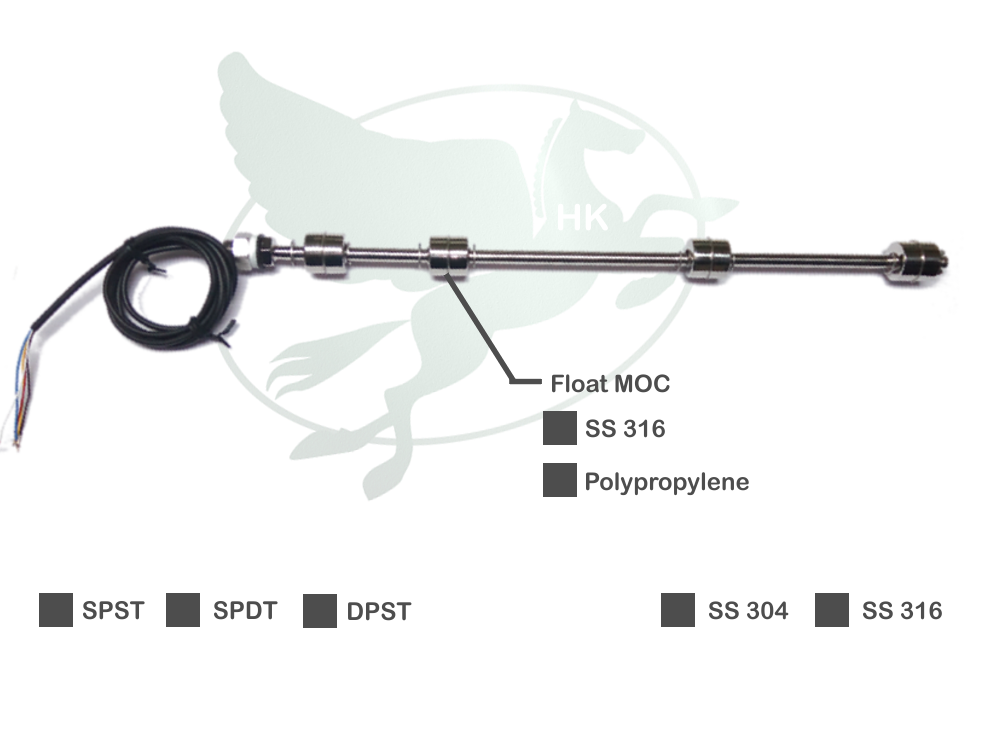 HK
Float MOC
SS 316
Polypropylene
SPST SPDT DPST SS 304 SS 316